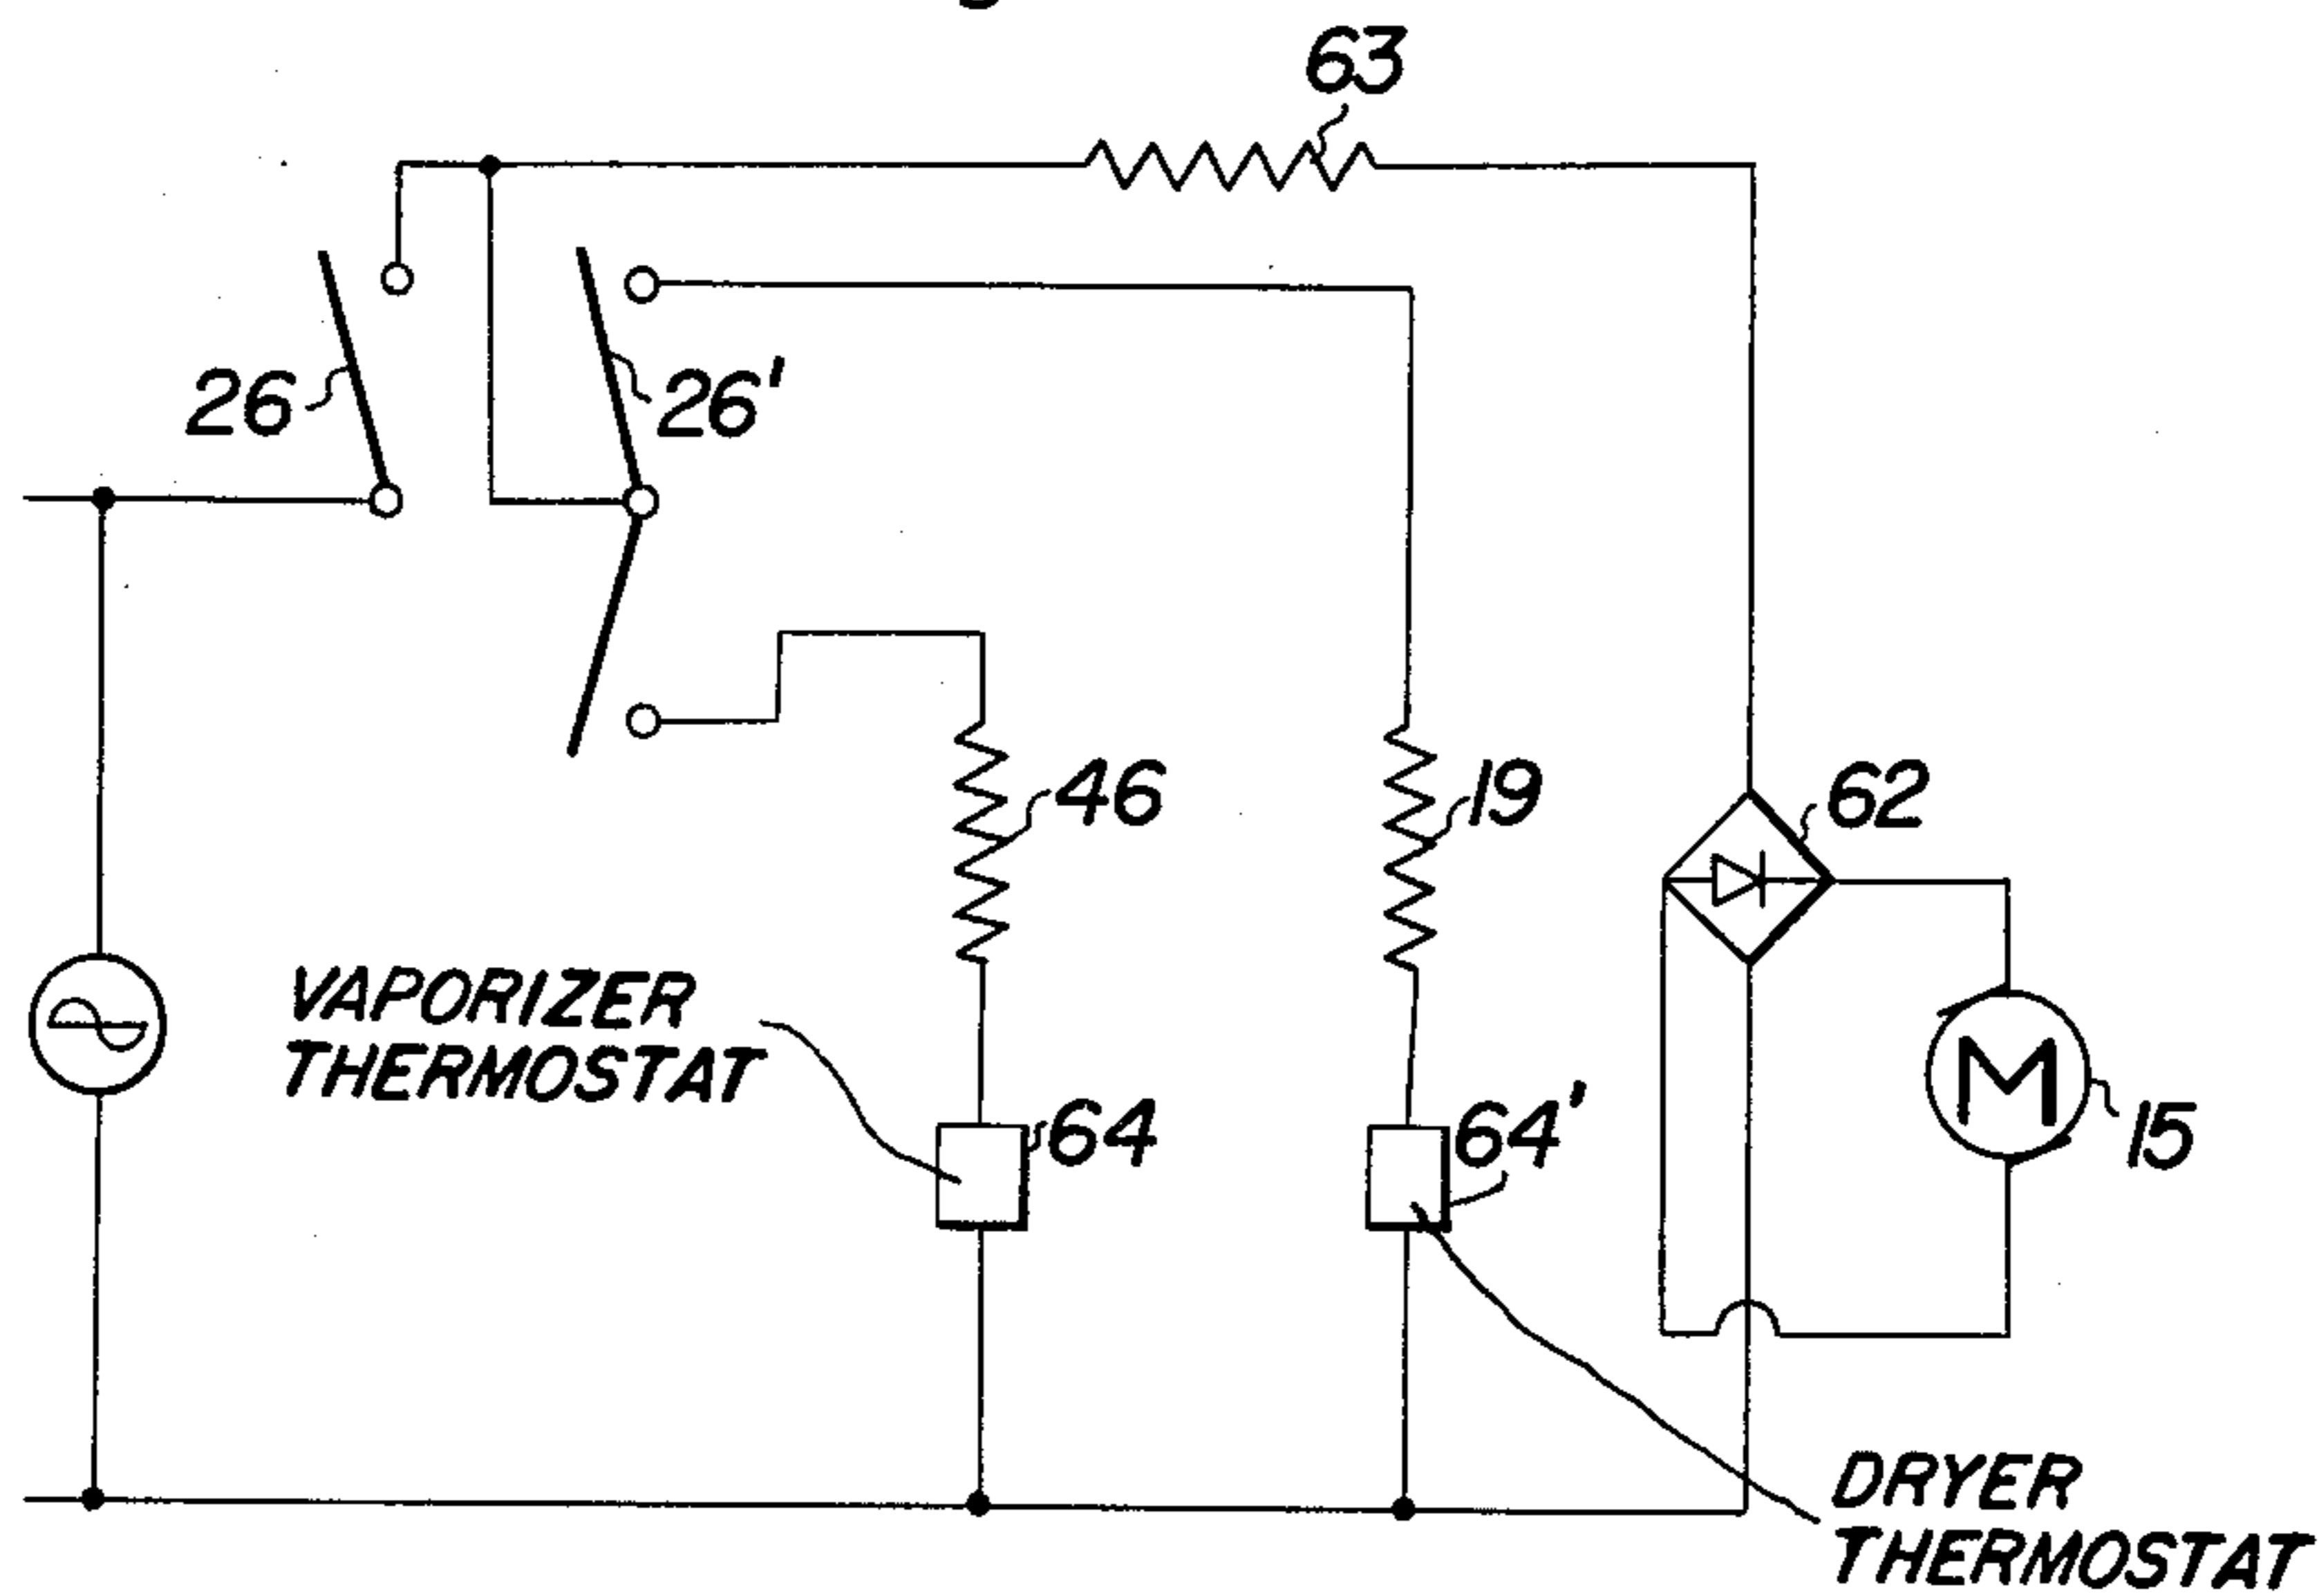 63
26
26'
46
19
62
VAPORIZER
THERMOSTAT
64
64'
M
15
DRYER
THERMOSTAT